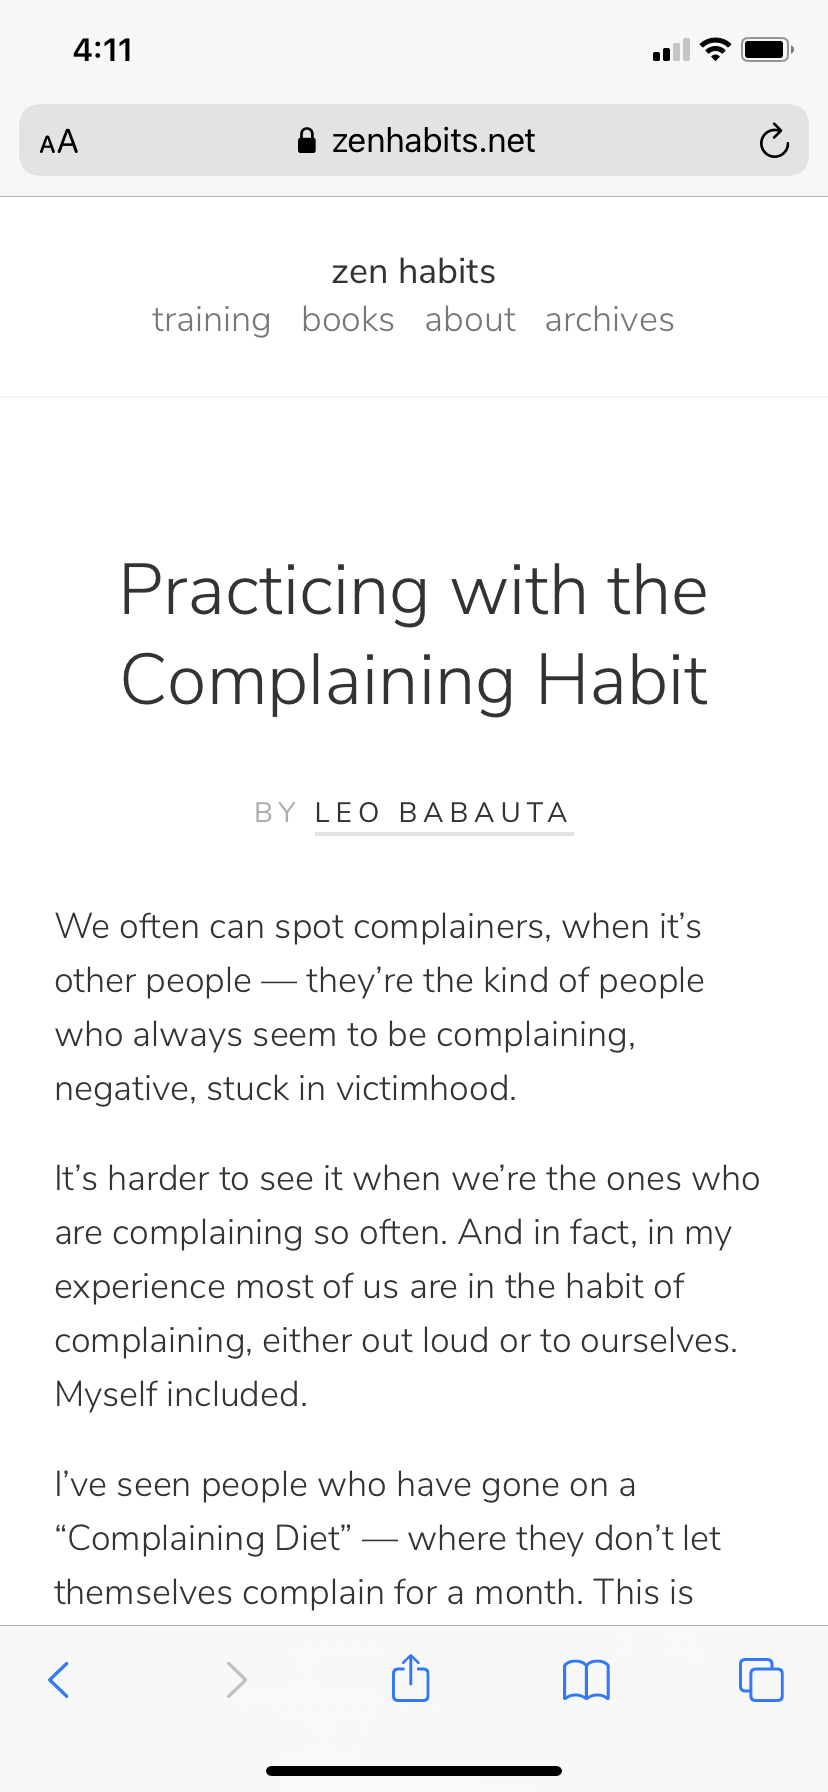 4:11
AA zenhabits.net
zen habits
training books about archives
Practicing with the
Complaining Habit
BY LEO BABAUTA
We often can spot complainers, when it’s
other people — they’re the kind of people
who always seem to be complaining,
negative, stuck in victimhood.
It’s harder to see it when we’re the ones who
are complaining so often. And in fact, in my
experience most of us are in the habit of
complaining, either out loud or to ourselves.
Myself included.
I’ve seen people who have gone on a
“Complaining Diet” — where they don’t let
themselves complain for a month. This is